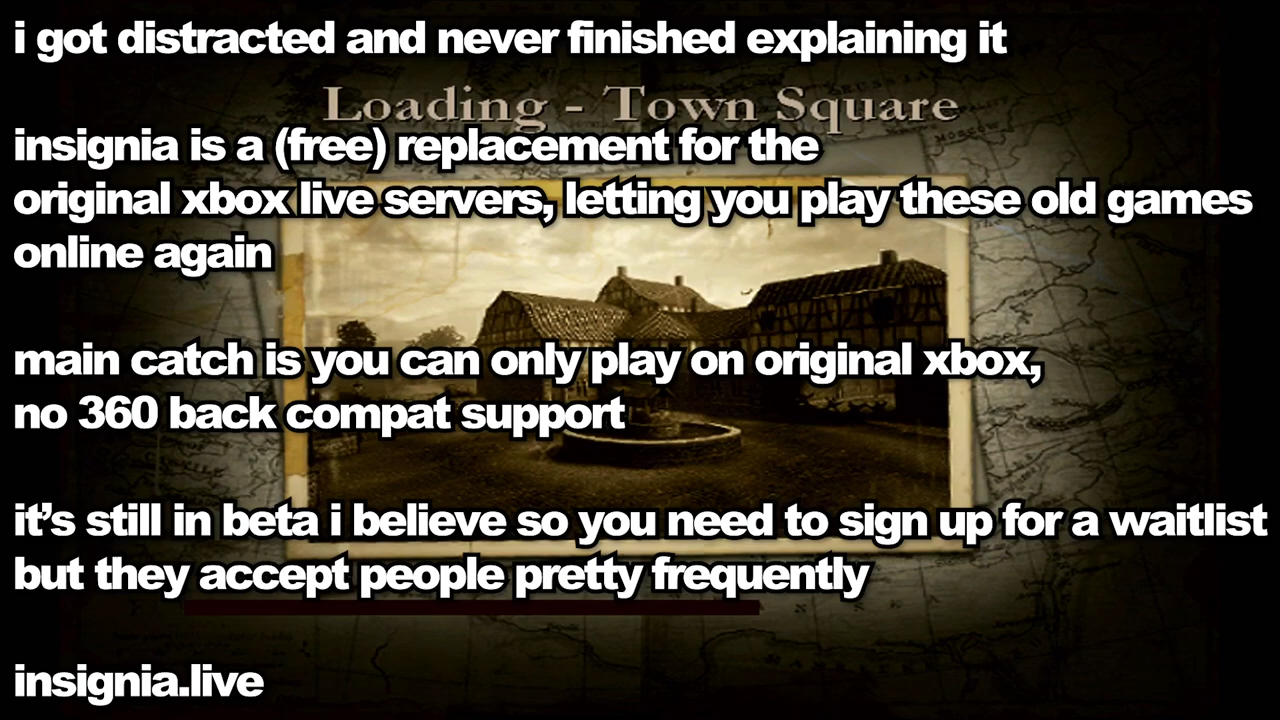 i got distracted and never finished explaining it
Loading - Town Square
insignia is a (free) replacement for the
original xbox live servers, letting you play these old games
online again
main catch is you can only play on original xbox,
no 360 back compat support
it’s still in beta i believe so you need to sign up for a waitlist
but they accept people pretty frequently
insignia.live